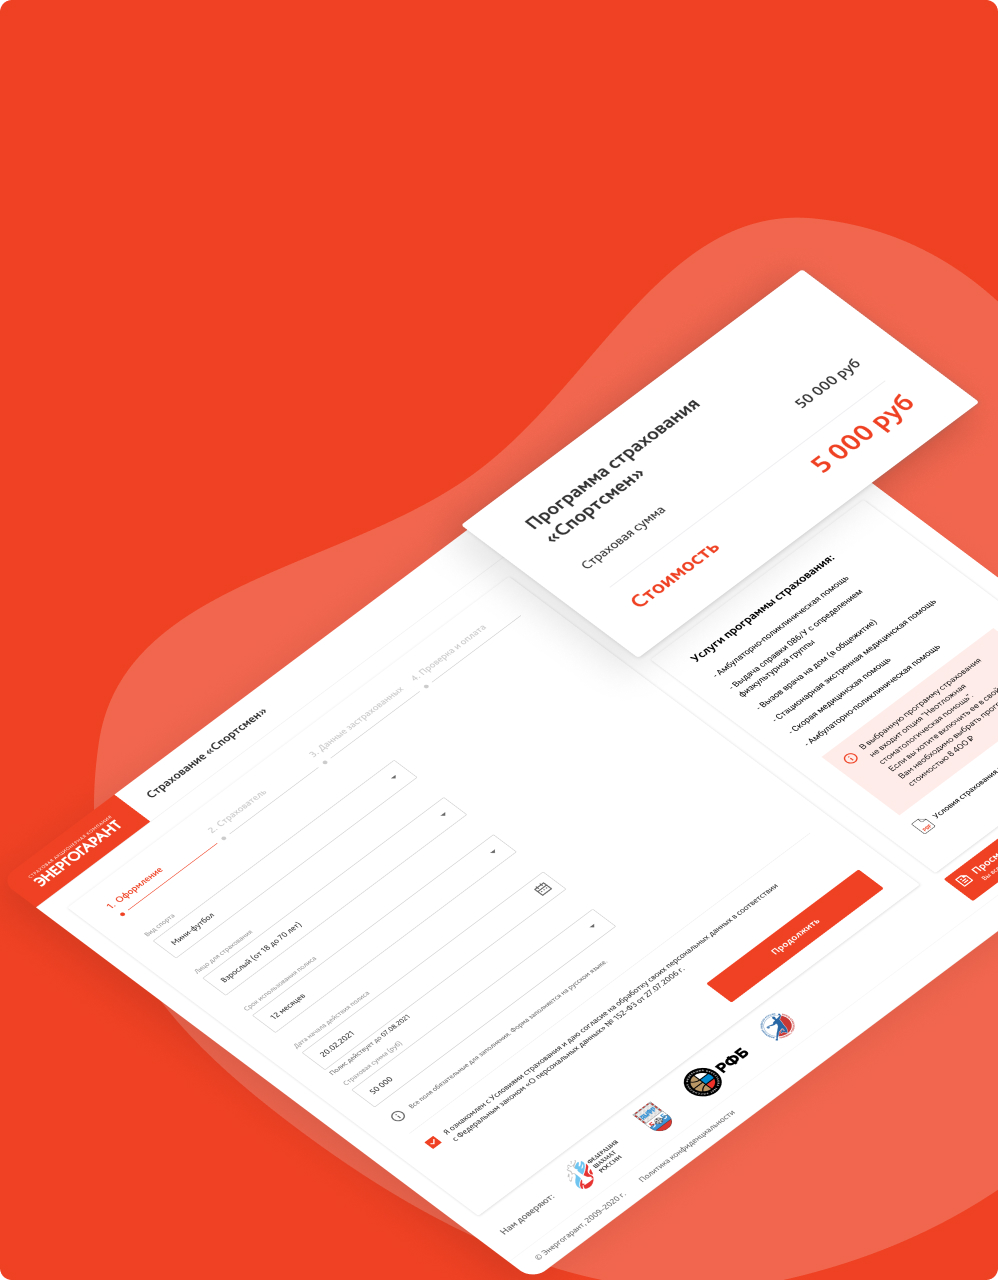 СТРАХОВАЯ АКЦИОНЕРНАЯ КОМПАНИЯ
ЭНЕРГОГАРАНТ
Страхование «Спортсмен»
1. Оформление
2. Страхователь
3. Данные застрахованных
4. Проверка и оплата
Вид спорта
Мини-футбол
Лицо для страхования
Взрослый (от 18 до 70 лет)
Срок использования полиса
12 месяцев
Дата начала действия полиса
20.02.2021
Полис действует до 07.08.2021
Страховая сумма (руб)
50 000
Все поля обязательные для заполнения. Форма заполняется на русском языке.
Я ознакомлен с Условиями страхования и даю согласие на обработку своих персональных данных в соответствии
с Федеральным законом «О персональных данных» № 152-ФЗ от 27.07.2006 г.
Продолжить
Программа страхования
«Спортсмен»
Страховая сумма
50 000 руб
Стоимость
5 000 руб
Услуги программы страхования:
- Амбулаторно-поликлиническая помощь
- Выдача справки 086/У с определением
физкультурной группы
- Вызов врача на дом (в общежитие)
- Стационарная экстренная медицинская помощь
- Скорая медицинская помощь
- Амбулаторно-поликлиническая помощь
В выбранную программу страхования
не входит опция "Неотложная
стоматологическая помощь".
Если вы хотите включить ее в свой
Вам необходимо выбрать
стоимостью 8 400 ₽
PDF
Условия страхования
Нам доверяют:
ФЕДЕРАЦИЯ
ШАХМАТ
РОССИИ
РФБ
© Энергогарант, 2009–2020 г.
Политика конфиденциальности